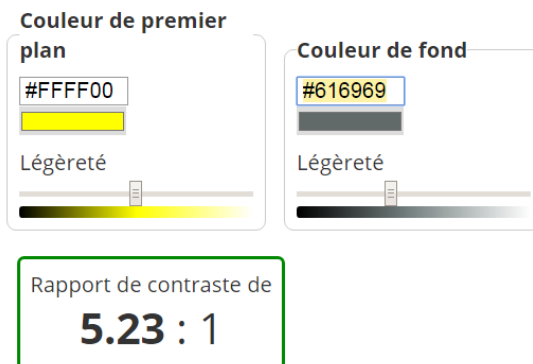 Couleur de premier
plan
#FFFF00
Légèreté
Couleur de fond
#616969
Légèreté
Rapport de contraste de
5.23 : 1